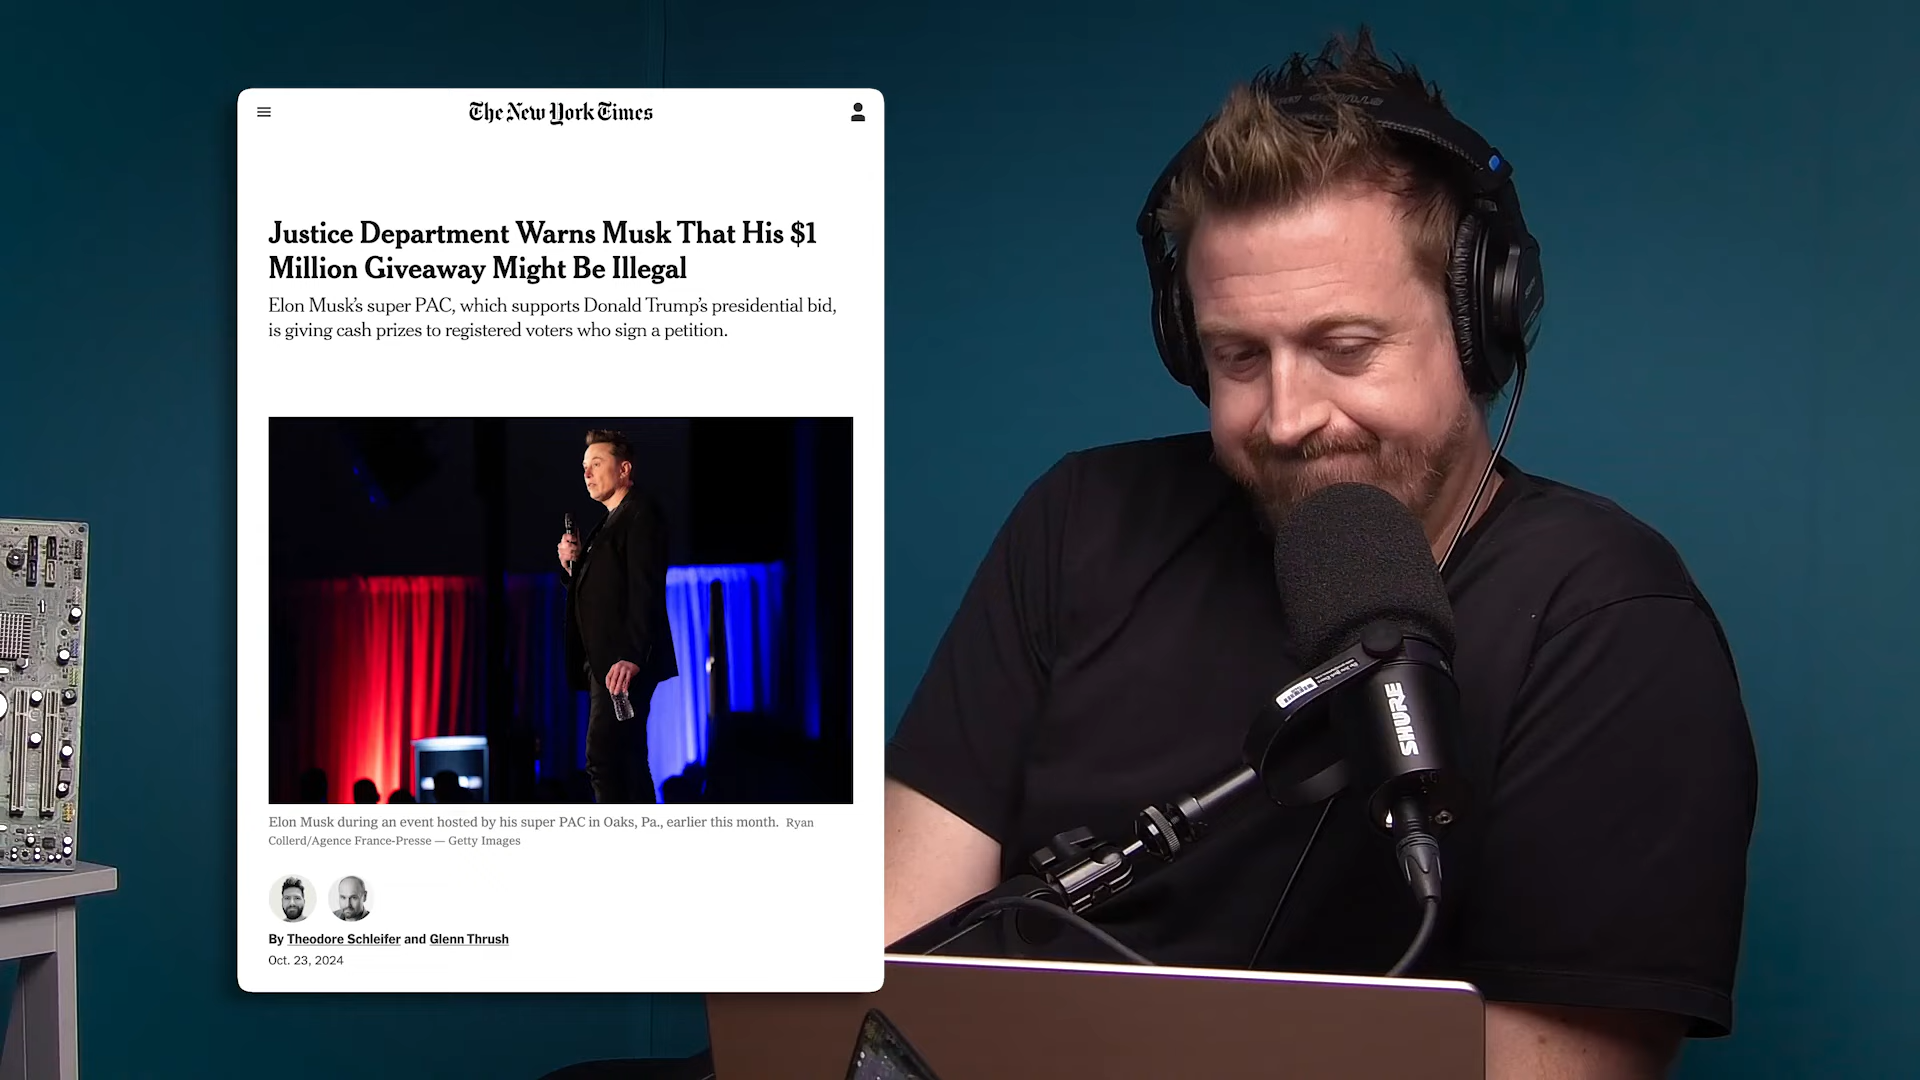 The New York Times
Justice Department Warns Musk That His $1
Million Giveaway Might Be Illegal
Elon Musk's super PAC, which supports Donald Trump's presidential bid,
is giving cash prizes to registered voters who sign a petition.
Elon Musk during an event hosted by his super PAC in Oaks, Pa., earlier this month. Ryan
Collerd/Agence France-Presse — Getty Images
By Theodore Schleifer and Glenn Thrush
Oct. 23, 2024
SHURE